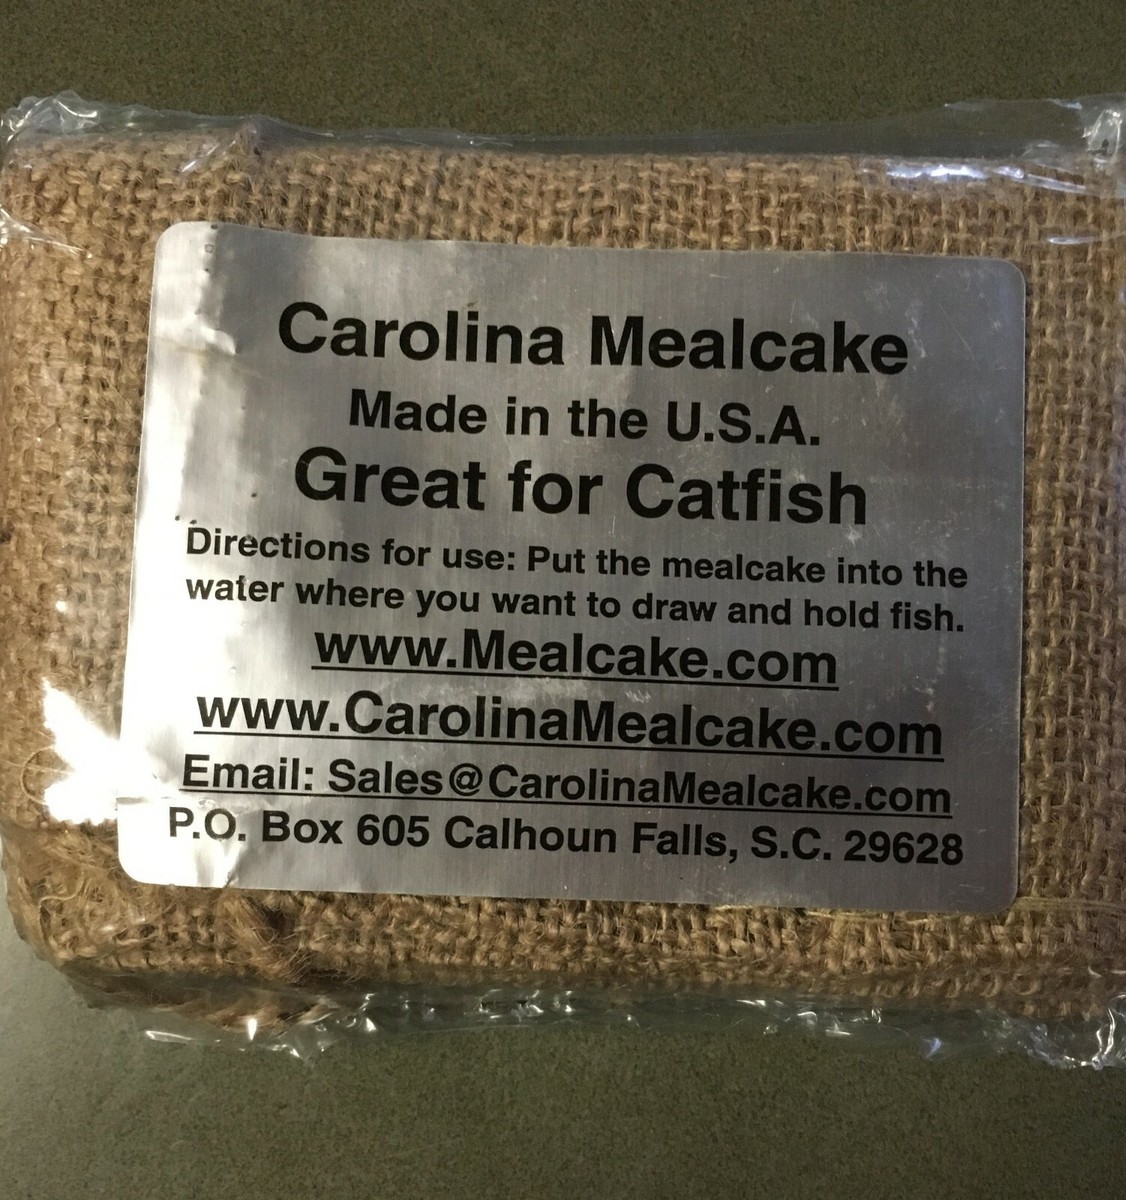 Carolina Mealcake
Made in the U.S.A.
Great for Catfish
Directions for use: Put the mealcake into the
water where you want to draw and hold fish.
www.Mealcake.com
www.CarolinaMealcake.com
Email: Sales@CarolinaMealcake.com
P.O. Box 605 Calhoun Falls, S.C. 29628